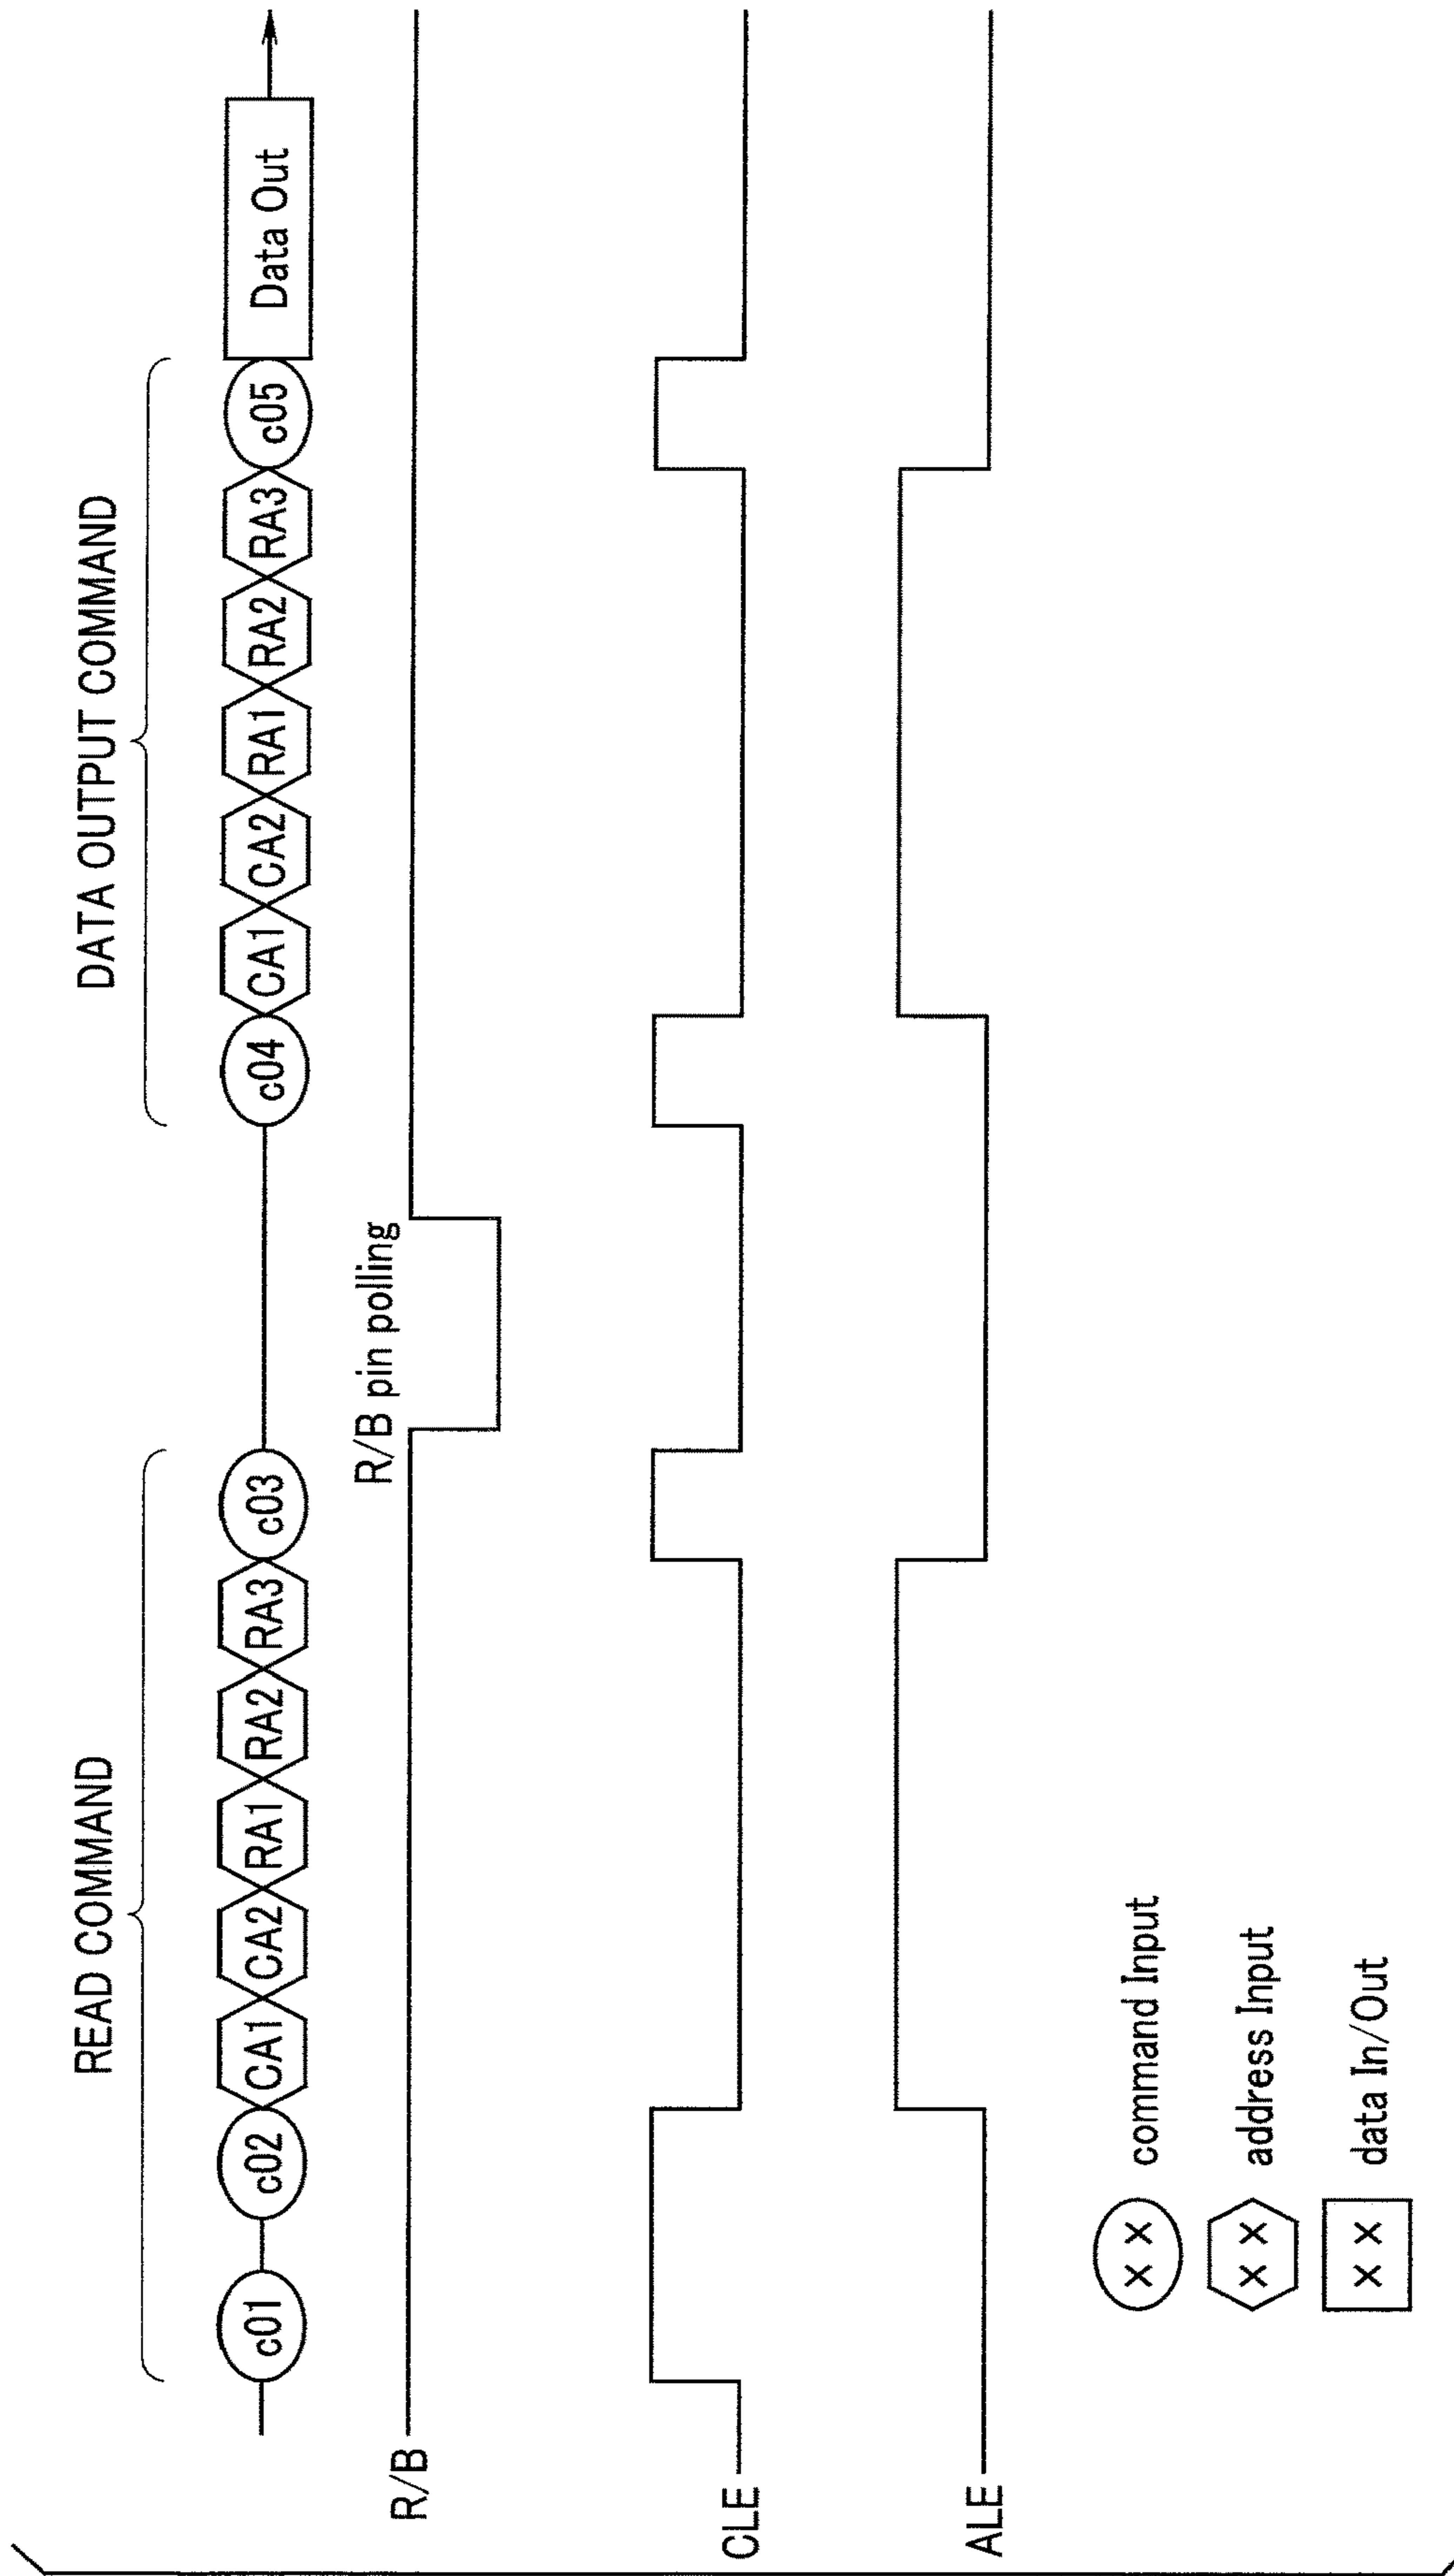 READ COMMAND
DATA OUTPUT COMMAND
c01 c02 CA1 CA2 RA1 RA2 RA3 c03 c04 CA1 CA2 RA1 RA2 RA3 c05 Data Out
R/B pin polling
R/B
CLE
ALE
x x command Input
x x address Input
x x data In/Out